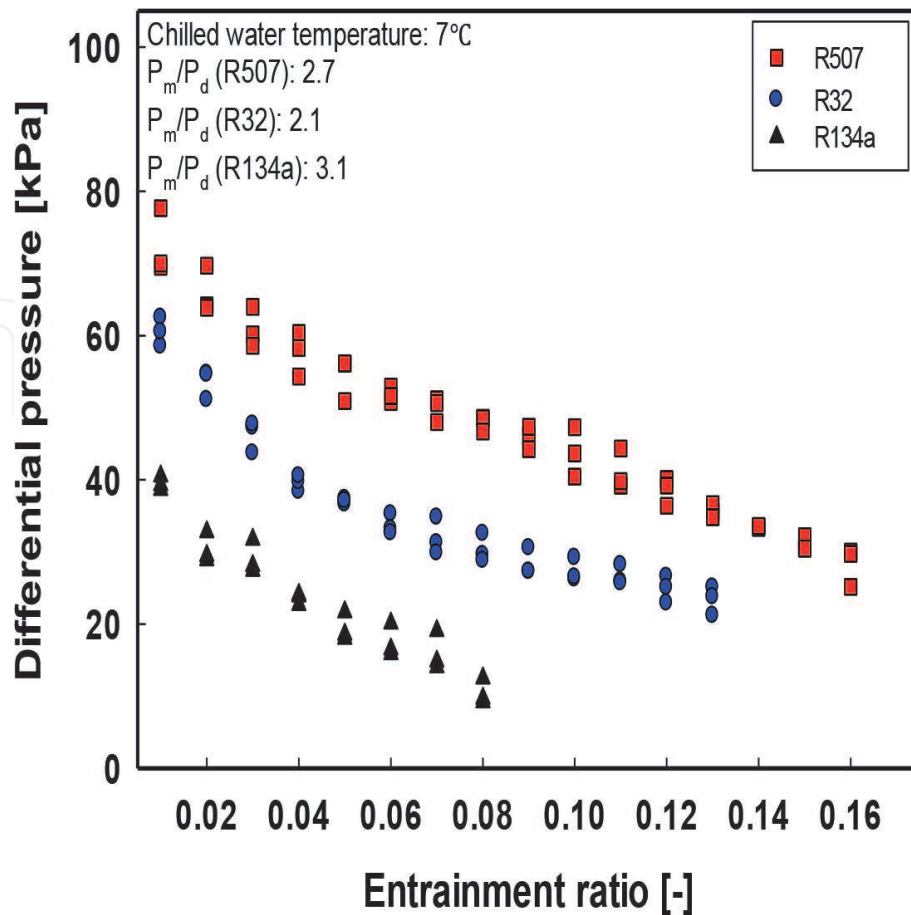 Differential pressure [kPa]
100
80
60
40
20
0
Chilled water temperature: 7℃
Pm/Pd (R507): 2.7
Pm/Pd (R32): 2.1
Pm/Pd (R134a): 3.1
R507
R32
R134a
0.02 0.04 0.06 0.08 0.10 0.12 0.14 0.16
Entrainment ratio [-]